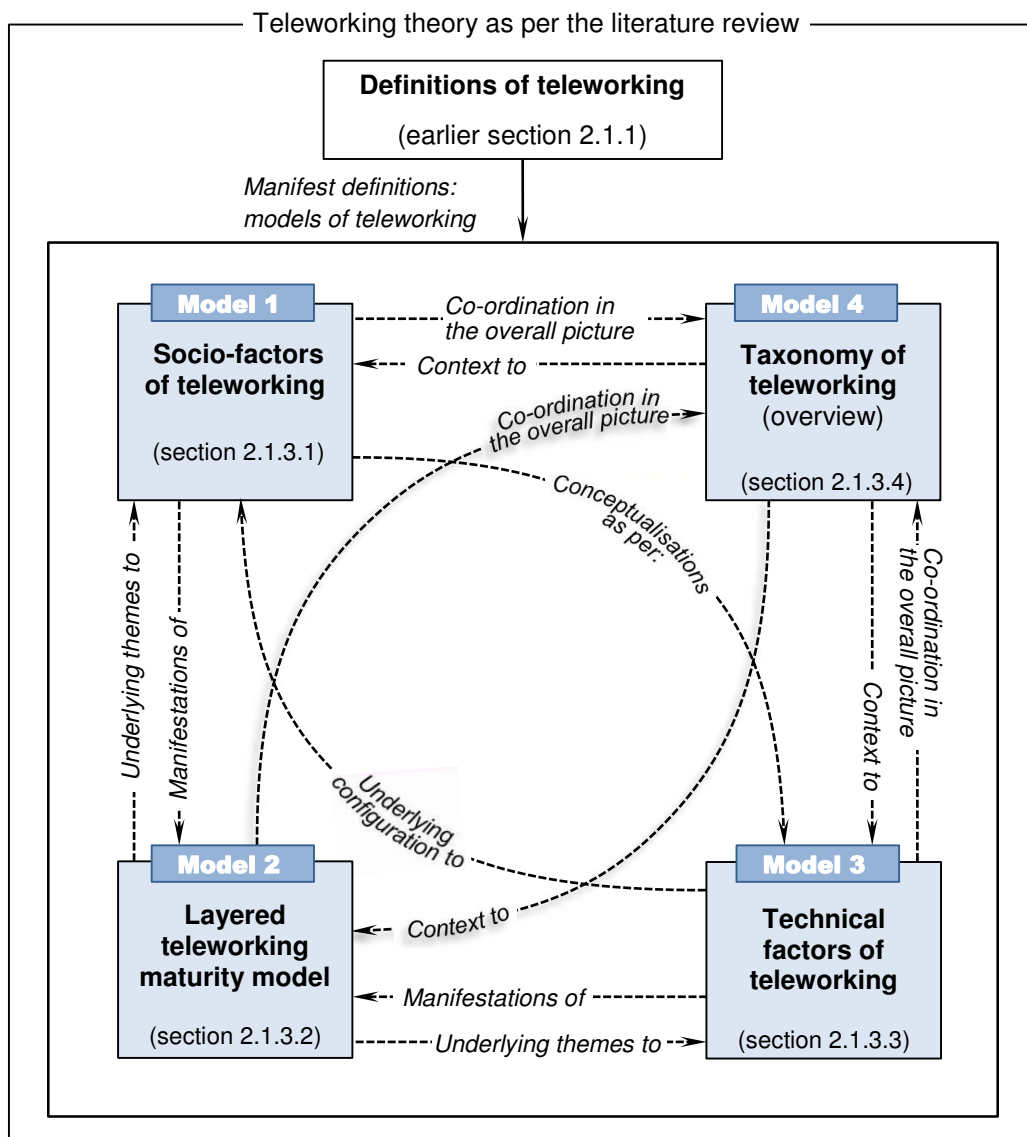 Teleworking theory as per the literature review
Definitions of teleworking
(earlier section 2.1.1)
Manifest definitions:
models of teleworking
Model 1
Socio-factors
of teleworking
(section 2.1.3.1)
Co-ordination in
the overall picture
Context to
Model 4
Taxonomy of
teleworking
(overview)
(section 2.1.3.4)
Co-ordination in
the overall picture
Conceptualisations
as per:
Underlying themes to
Manifestations of
Context to
Co-ordination in
the overall picture
Underlying
configuration to
Model 2
Layered
teleworking
maturity model
(section 2.1.3.2)
Context to
Manifestations of
Underlying themes to
Model 3
Technical
factors of
teleworking
(section 2.1.3.3)